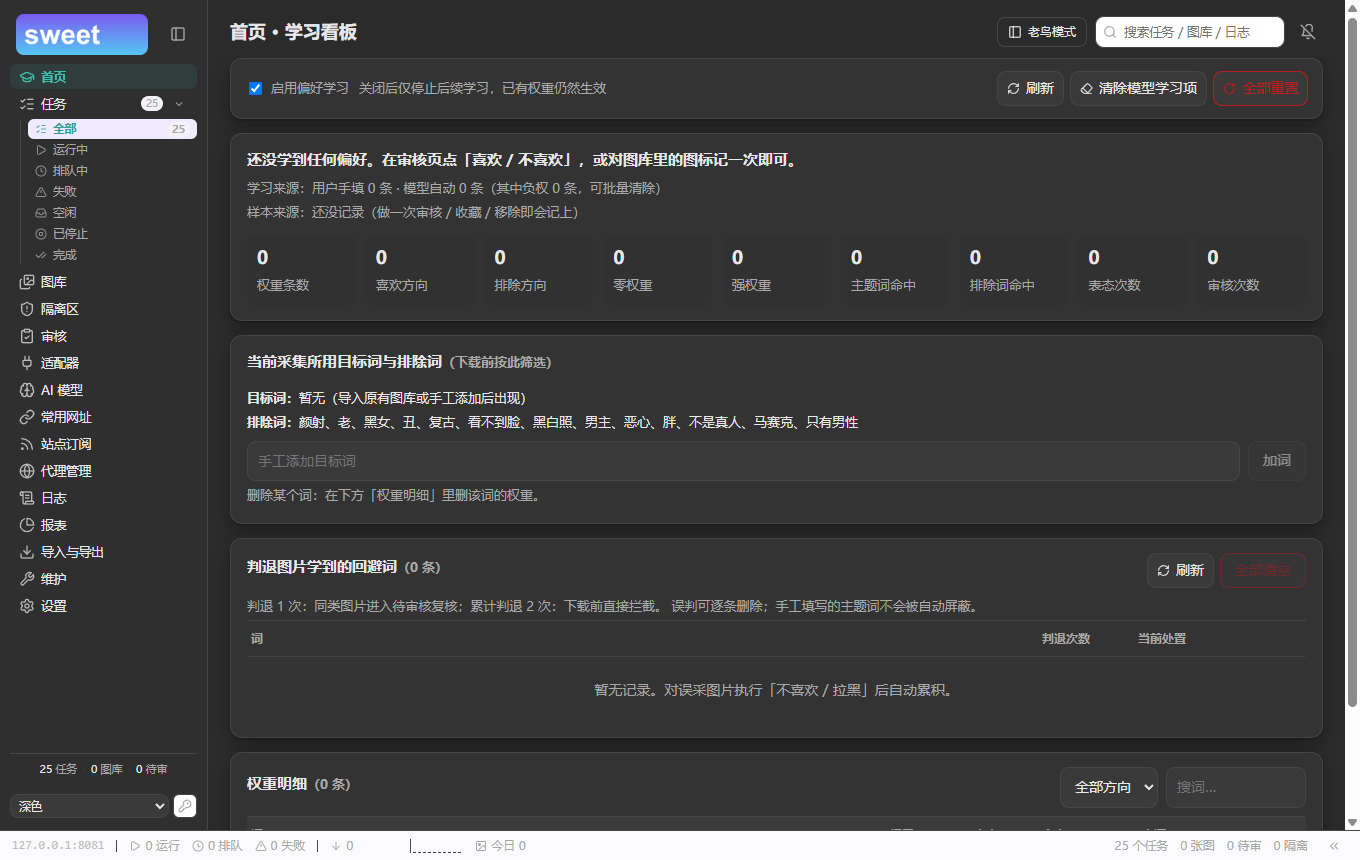 sweet
首页
任务 25
全部 25
运行中
排队中
失败
空闲
已停止
完成
图库
隔离区
审核
适配器
AI 模型
常用网址
站点订阅
代理管理
日志
报表
导入与导出
维护
设置
25 任务 0 图库 0 待审
深色
首页 • 学习看板
老鸟模式
搜索任务 / 图库 / 日志
启用偏好学习 关闭后仅停止后续学习，已有权重仍然生效
刷新
清除模型学习项
全部重置
还没学到任何偏好。在审核页点「喜欢 / 不喜欢」，或对图库里的图标记一次即可。
学习来源：用户手填 0 条 · 模型自动 0 条（其中负权 0 条，可批量清除）
样本来源：还没记录（做一次审核 / 收藏 / 移除即会记上）
0 0 0 0 0 0 0 0 0
权重条数 喜欢方向 排除方向 零权重 强权重 主题词命中 排除词命中 表态次数 审核次数
当前采集所用目标词与排除词（下载前按此筛选）
目标词：暂无（导入原有图库或手工添加后出现）
排除词：颜射、老、黑女、丑、复古、看不到脸、黑白照、男主、恶心、胖、不是真人、马赛克、只有男性
手工添加目标词
加词
删除某个词：在下方「权重明细」里删该词的权重。
判退图片学到的回避词（0 条）
刷新
全部清空
判退 1 次：同类图片进入待审核复核；累计判退 2 次：下载前直接拦截。 误判可逐条删除；手工填写的主题词不会被自动屏蔽。
词 判退次数 当前处置
暂无记录。对误采图片执行「不喜欢 / 拉黑」后自动累积。
权重明细（0 条）
全部方向
搜词...
127.0.0.1:8081 0 运行 0 排队 0 失败 0 今日 0 25 个任务 0 张图 0 待审 0 隔离